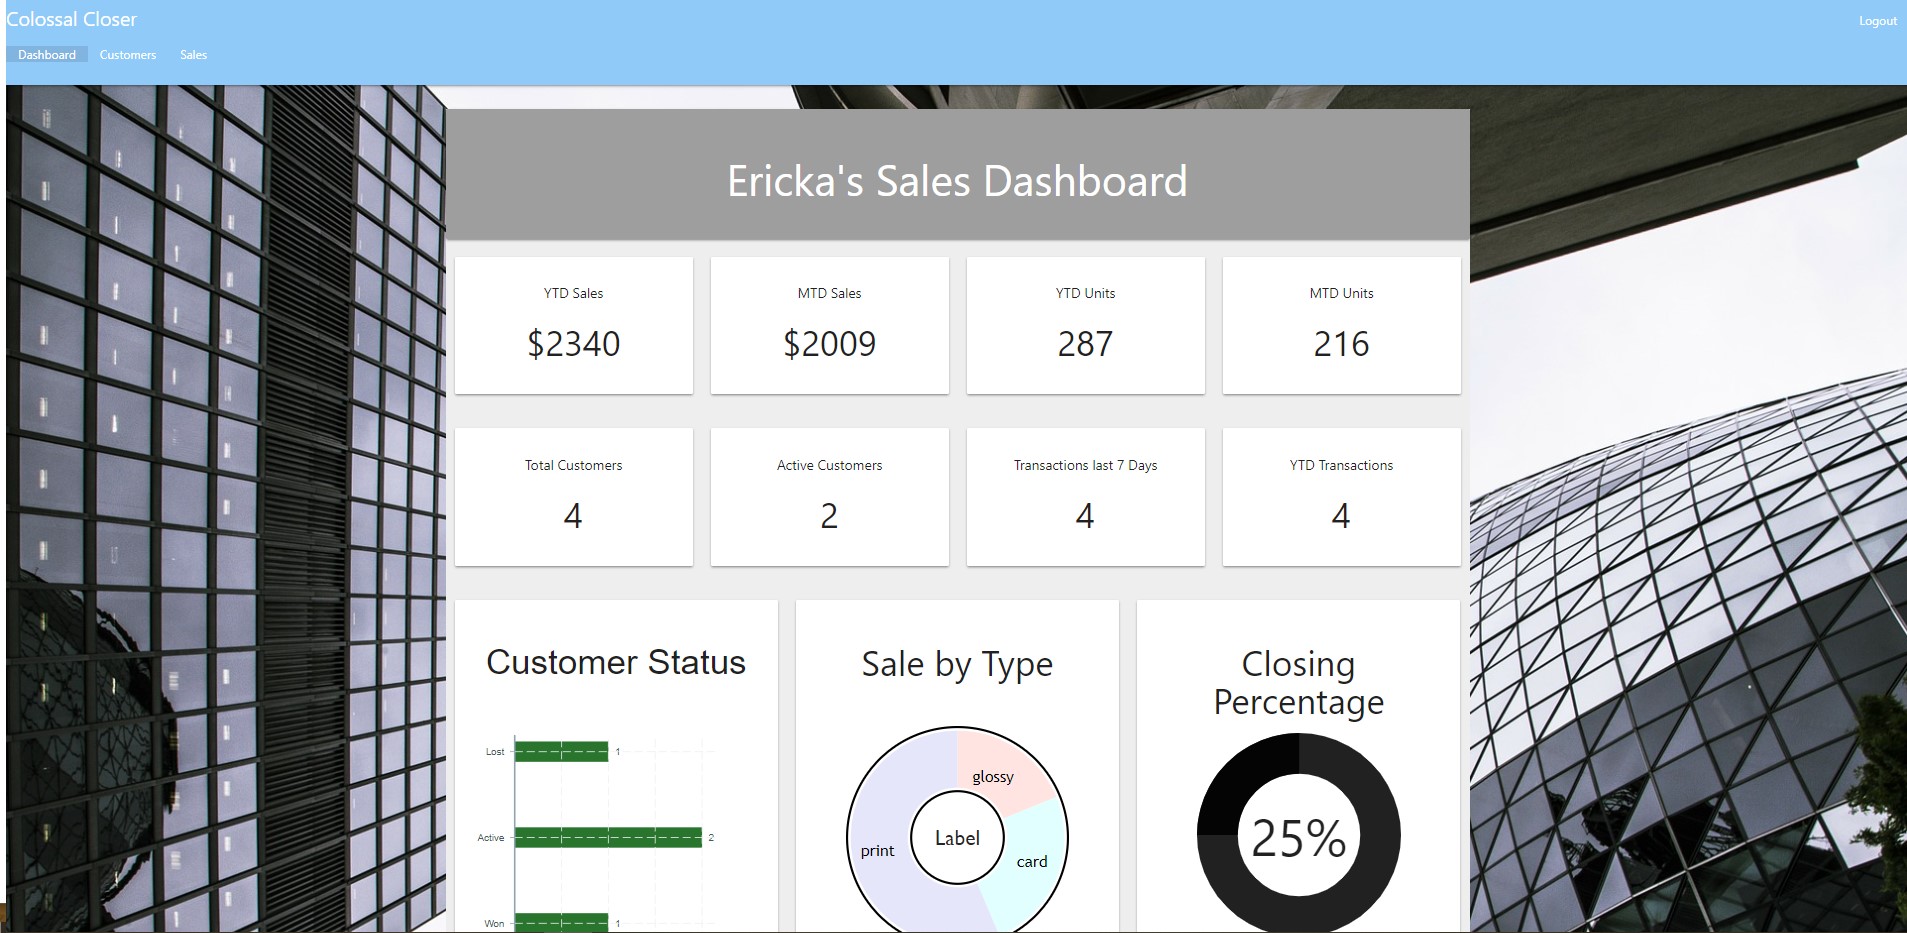 Colossal Closer
Logout
Dashboard Customers Sales
Ericka's Sales Dashboard
YTD Sales
$2340
MTD Sales
$2009
YTD Units
287
MTD Units
216
Total Customers
4
Active Customers
2
Transactions last 7 Days
4
YTD Transactions
4
Customer Status
Lost 1
Active 2
Won 1
Sale by Type
glossy
print
Label
card
Closing
Percentage
25%